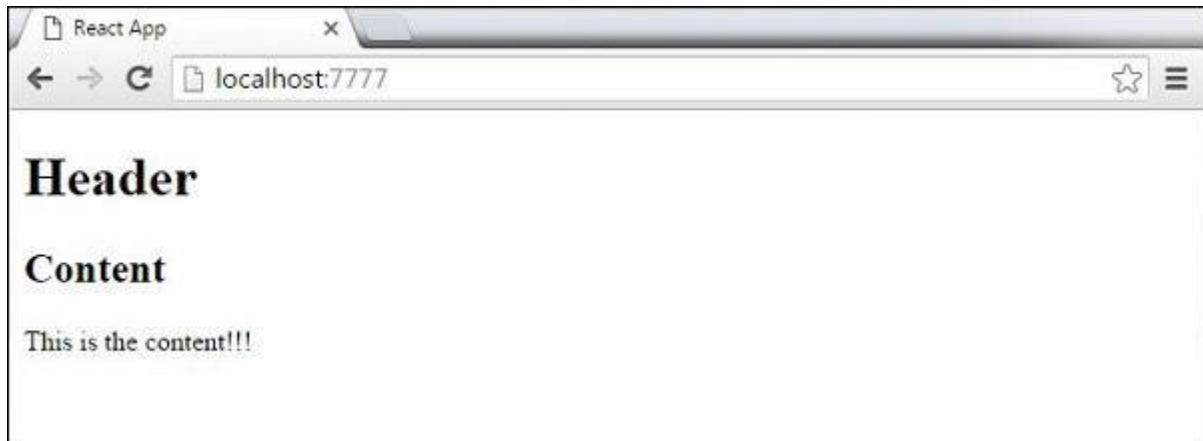 React App
localhost:7777
Header
Content
This is the content!!!